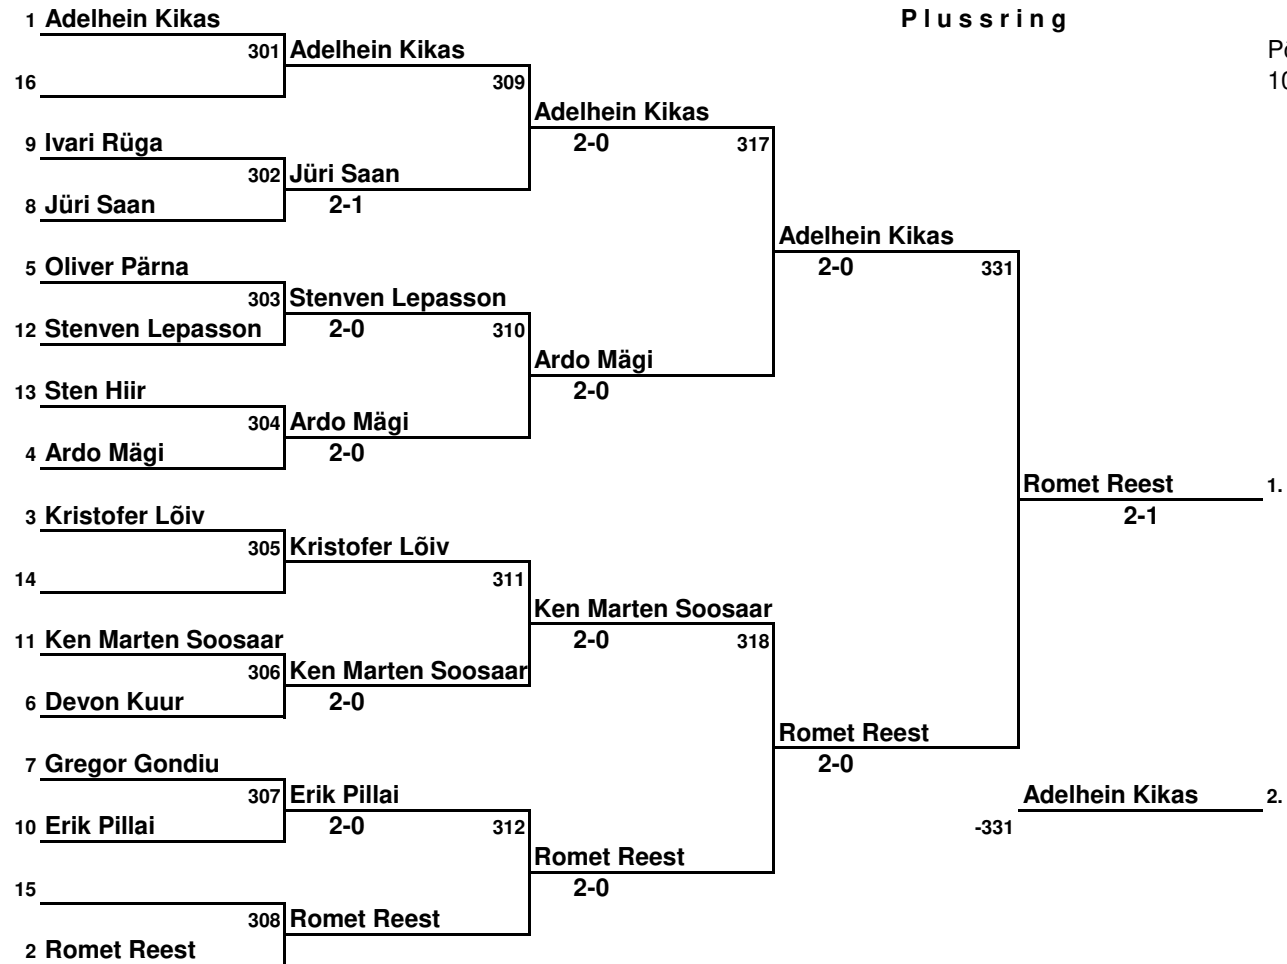 1 Adelhein Kikas
P l u s s r i n g
301 Adelhein Kikas
16
309
10
Adelhein Kikas
9 Ivari Rüga
2-0
317
302 Jüri Saan
8 Jüri Saan
2-1
Adelhein Kikas
5 Oliver Pärna
2-0
331
303 Stenven Lepasson
12 Stenven Lepasson
2-0
310
Ardo Mägi
13 Sten Hiir
2-0
304 Ardo Mägi
4 Ardo Mägi
2-0
Romet Reest 1.
3 Kristofer Lõiv
2-1
305 Kristofer Lõiv
14
311
Ken Marten Soosaar
11 Ken Marten Soosaar
2-0
318
306 Ken Marten Soosaar
6 Devon Kuur
2-0
Romet Reest
7 Gregor Gondiu
2-0
307 Erik Pillai
Adelhein Kikas 2.
10 Erik Pillai
2-0
312
-331
Romet Reest
15
2-0
308 Romet Reest
2 Romet Reest